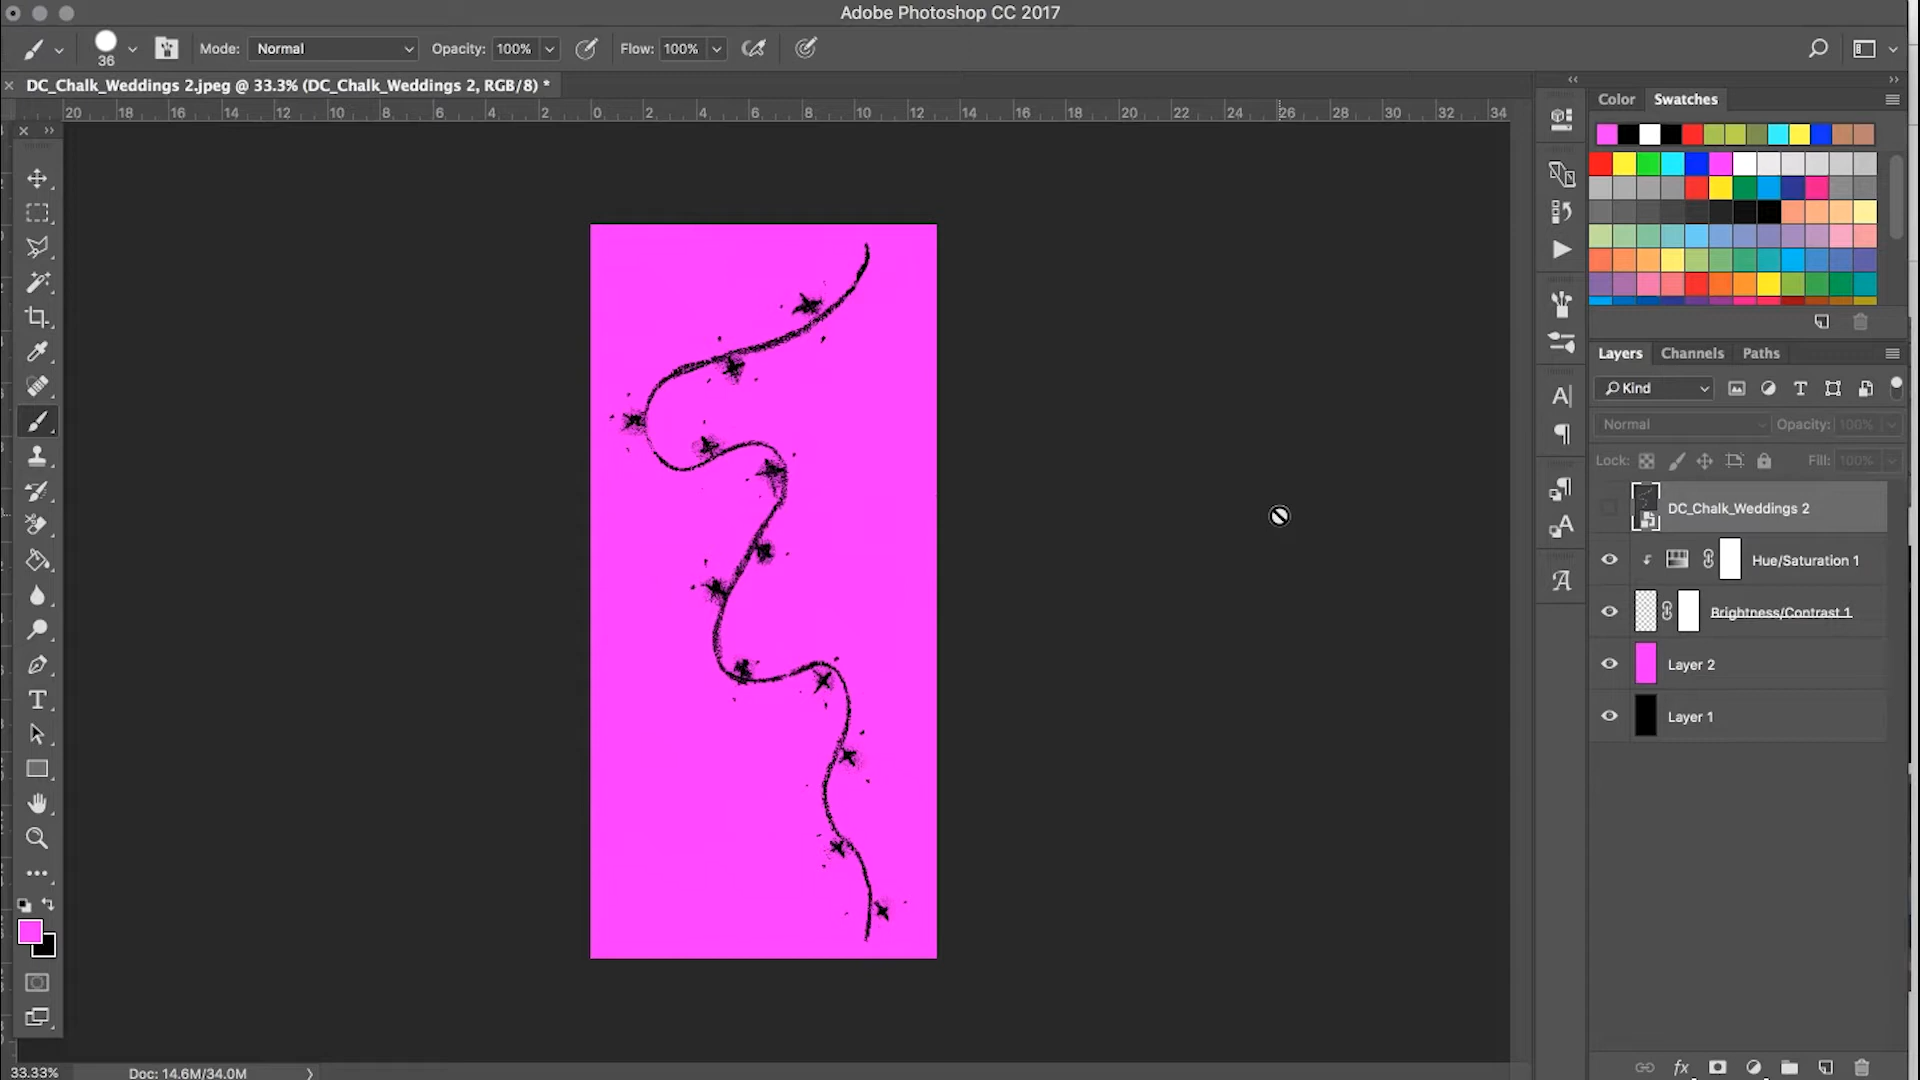 Adobe Photoshop CC 2017
36
Mode: Normal Opacity: 100% Flow: 100%
DC_Chalk_Weddings 2.jpeg @ 33.3% (DC_Chalk_Weddings 2, RGB/8) *
20 18 16 14 12 10 8 6 4 2 0 2 4 6 8 10 12 14 16 18 20 22 24 26 28 30 32 34
Color Swatches
Layers Channels Paths
Kind
Normal Opacity: 100%
Lock: Fill: 100%
DC_Chalk_Weddings 2
Hue/Saturation 1
Brightness/Contrast 1
Layer 2
Layer 1
33.33% Doc: 14.6M/34.0M